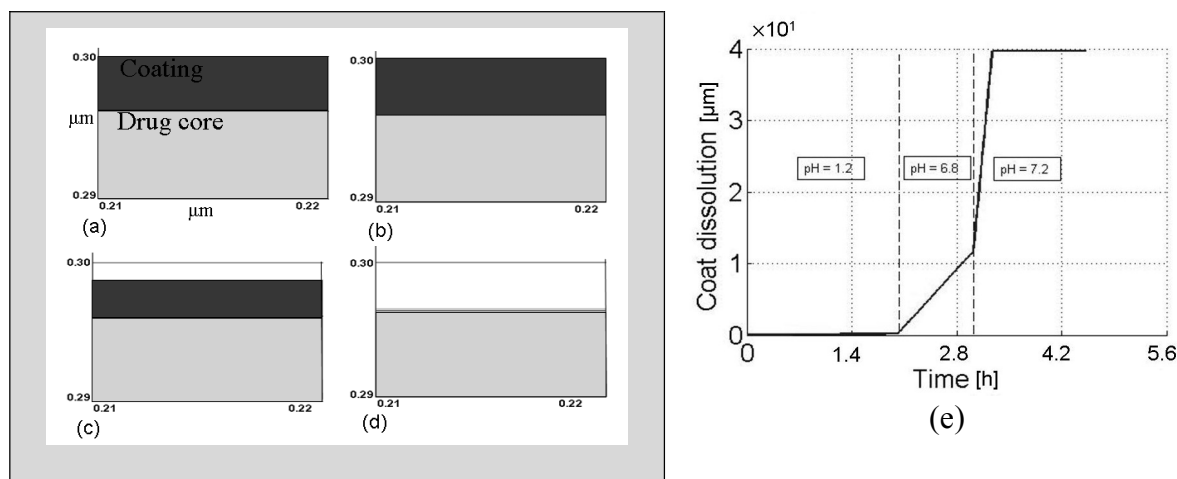 0.30
Coating
μm
Drug core
0.29
0.21
μm
0.22
(a)
0.30
0.29
0.21
0.22
(b)
0.30
0.29
0.21
0.22
(c)
0.30
0.29
0.21
0.22
(d)
×10¹
4
3
2
1
0
Coat dissolution [μm]
pH = 1.2
pH = 6.8
pH = 7.2
0 1.4 2.8 4.2 5.6
Time [h]
(e)